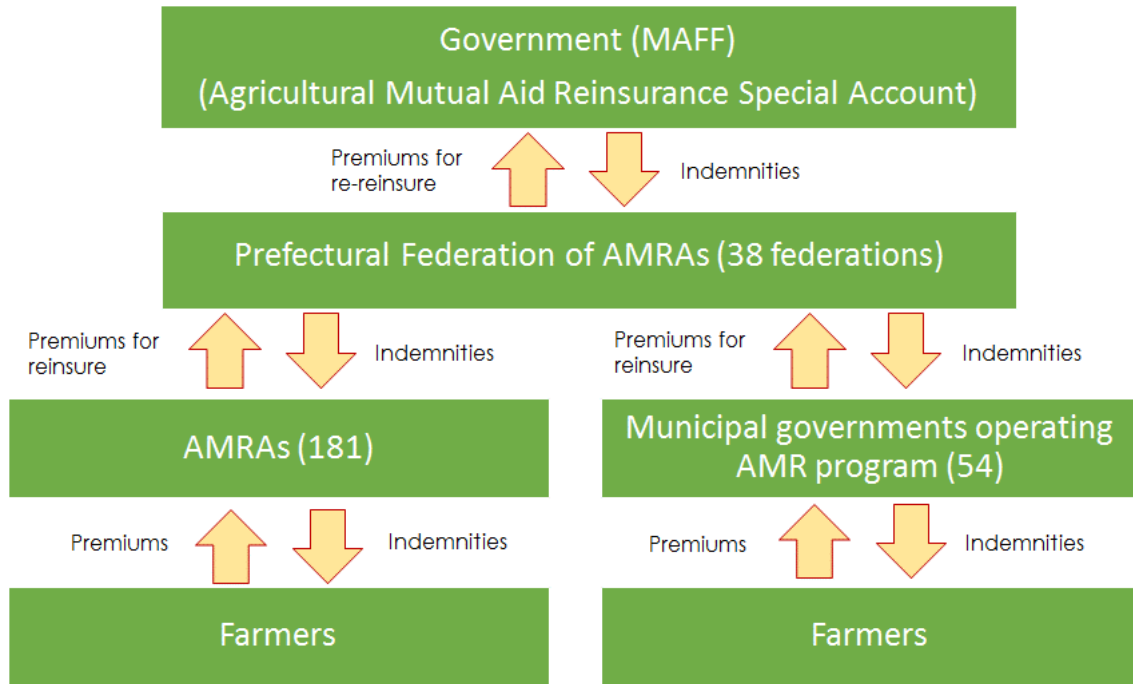 Government (MAFF)
(Agricultural Mutual Aid Reinsurance Special Account)
Premiums for
re-reinsure
Indemnities
Prefectural Federation of AMRAs (38 federations)
Premiums for
reinsure
Indemnities
Premiums for
reinsure
Indemnities
AMRAs (181)
Municipal governments operating
AMR program (54)
Premiums
Indemnities
Premiums
Indemnities
Farmers
Farmers